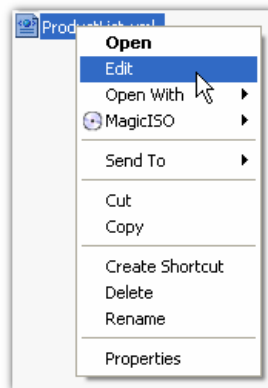 Open
Edit
Open With
MagicISO
Send To
Cut
Copy
Create Shortcut
Delete
Rename
Properties